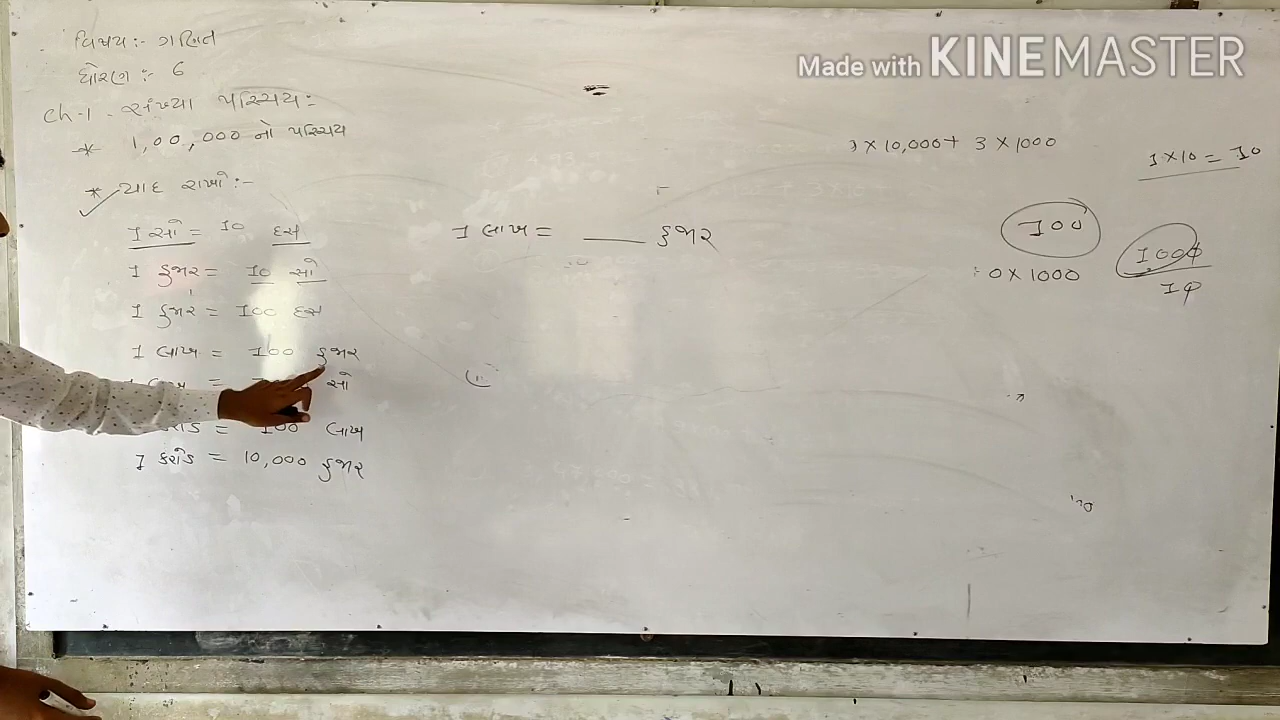 વિષય:- ગણિત
ધોરણ :- 6
Ch-1. સંખ્યા પરિચય:
* 1,00,000 નો પરિચય
* યાદ રાખો:-
1 સો = 10 દસ
1 હજાર = 10 સો
1 હજાર = 100 દસ
1 લાખ = 100 હજાર
લાખ = સો
કરોડ = 100 લાખ
1 કરોડ = 10,000 હજાર
1 લાખ = ___ હજાર
Made with KINEMASTER
× 10,000 + 3 × 1000
1 × 10 = 10
100
0 × 1000
1000
10